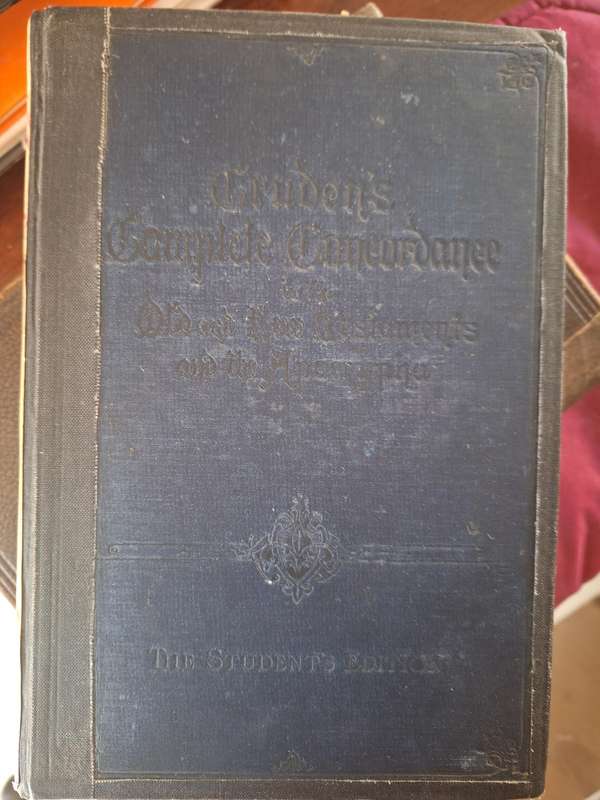 Cruden's
Complete Concordance
to the
Old and New Testaments
and the Apocrypha
THE STUDENT'S EDITION